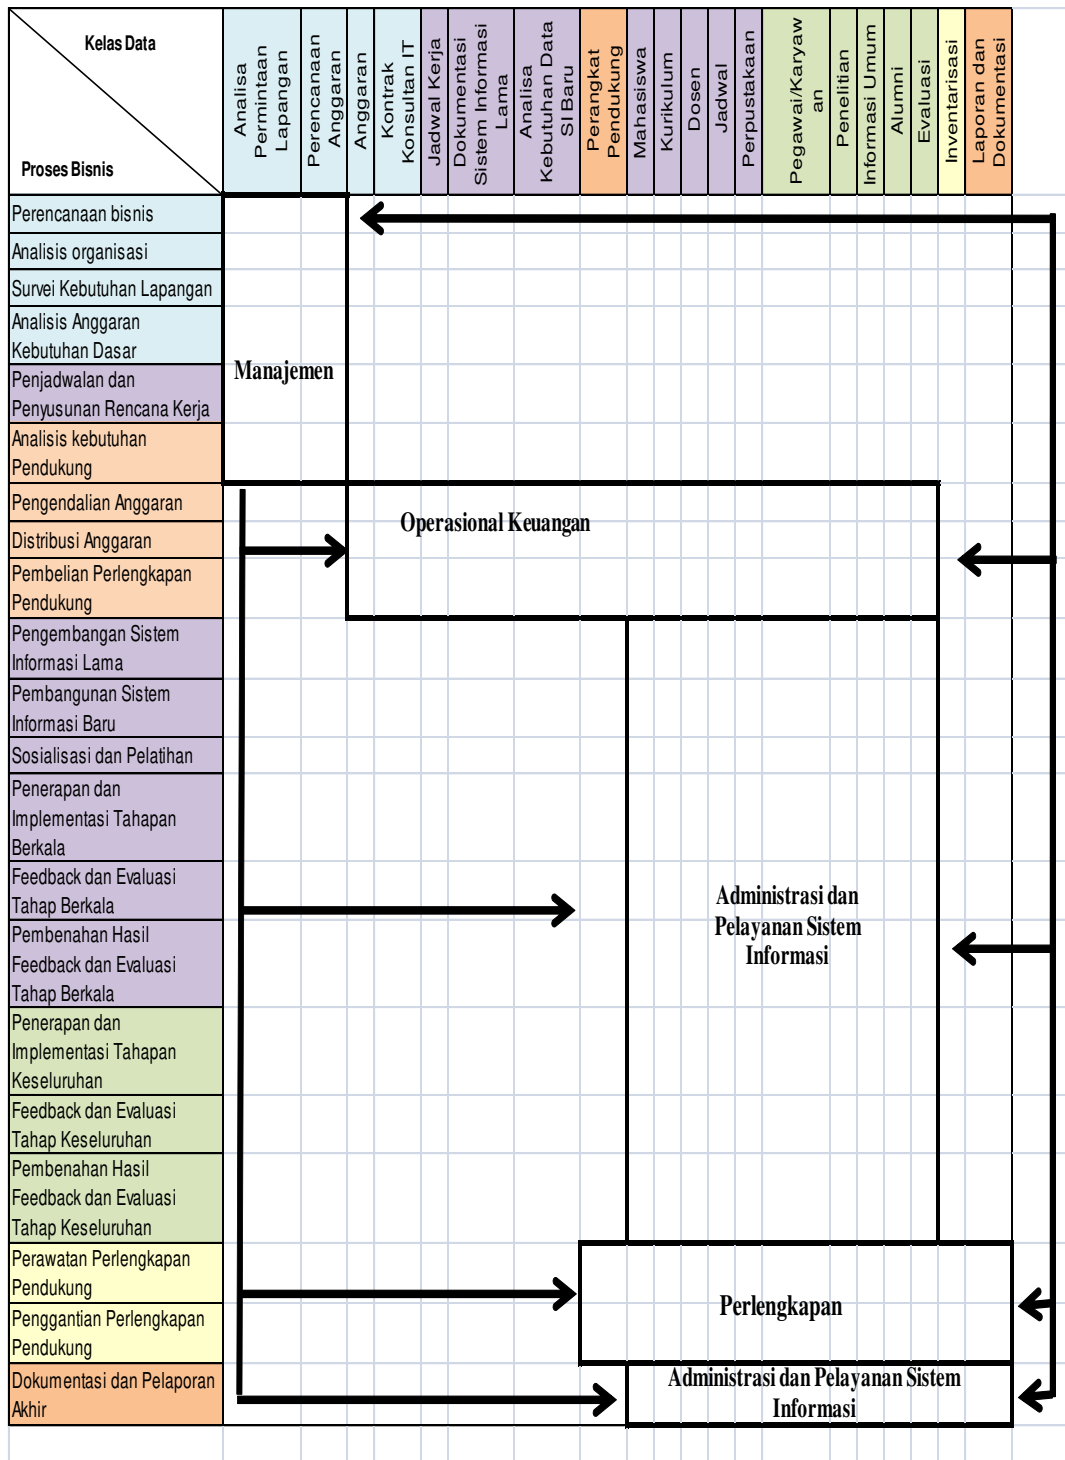 Kelas Data
Proses Bisnis
Analisa
Permintaan
Lapangan
Perencanaan
Anggaran
Anggaran
Kontrak
Konsultan IT
Jadwal Kerja
Dokumentasi
Sistem Informasi
Lama
Analisa
Kebutuhan Data
SI Baru
Perangkat
Pendukung
Mahasiswa
Kurikulum
Dosen
Jadwal
Perpustakaan
Pegawai/Karyaw
an
Penelitian
Informasi Umum
Alumni
Evaluasi
Inventarisasi
Laporan dan
Dokumentasi
Perencanaan bisnis
Analisis organisasi
Survei Kebutuhan Lapangan
Analisis Anggaran
Kebutuhan Dasar
Penjadwalan dan
Penyusunan Rencana Kerja
Analisis kebutuhan
Pendukung
Pengendalian Anggaran
Distribusi Anggaran
Pembelian Perlengkapan
Pendukung
Pengembangan Sistem
Informasi Lama
Pembangunan Sistem
Informasi Baru
Sosialisasi dan Pelatihan
Penerapan dan
Implementasi Tahapan
Berkala
Feedback dan Evaluasi
Tahap Berkala
Pembenahan Hasil
Feedback dan Evaluasi
Tahap Berkala
Penerapan dan
Implementasi Tahapan
Keseluruhan
Feedback dan Evaluasi
Tahap Keseluruhan
Pembenahan Hasil
Feedback dan Evaluasi
Tahap Keseluruhan
Perawatan Perlengkapan
Pendukung
Penggantian Perlengkapan
Pendukung
Dokumentasi dan Pelaporan
Akhir
Manajemen
Operasional Keuangan
Administrasi dan
Pelayanan Sistem
Informasi
Perlengkapan
Administrasi dan Pelayanan Sistem
Informasi